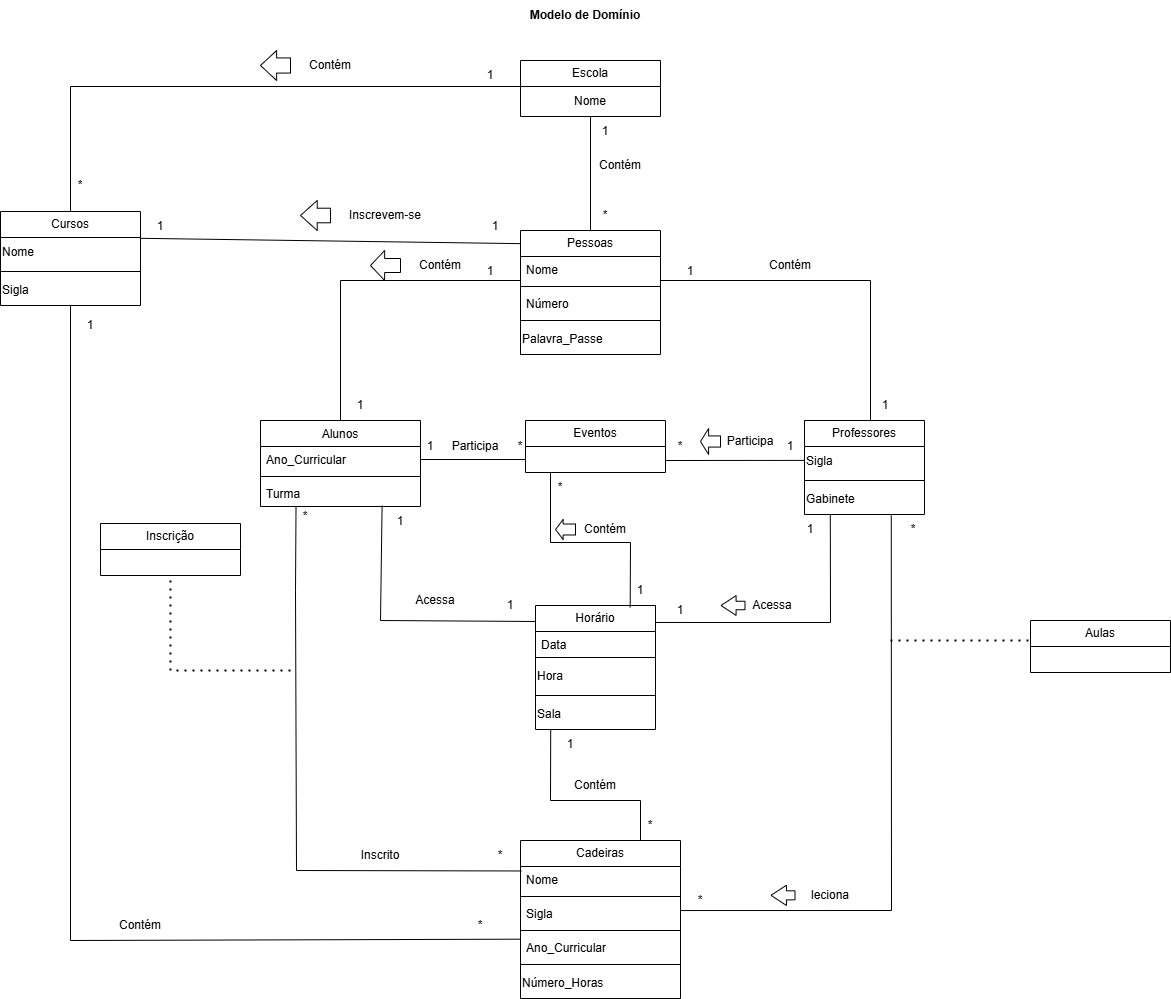 Modelo de Domínio
Contém
1
Escola
Nome
1
Contém
*
*
Cursos
Nome
Sigla
1
1
Inscrevem-se
1
Pessoas
Nome
Número
Palavra_Passe
Contém
1
1
Contém
1
1
Alunos
Ano_Curricular
Turma
1
Participa
*
Eventos
*
Participa
1
Professores
Sigla
Gabinete
*
1
*
Contém
1
*
Inscrição
Acessa
1
1
Horário
Data
Hora
Sala
1
Acessa
Aulas
1
Contém
*
Inscrito
*
Cadeiras
Nome
Sigla
Ano_Curricular
Número_Horas
*
leciona
Contém
*